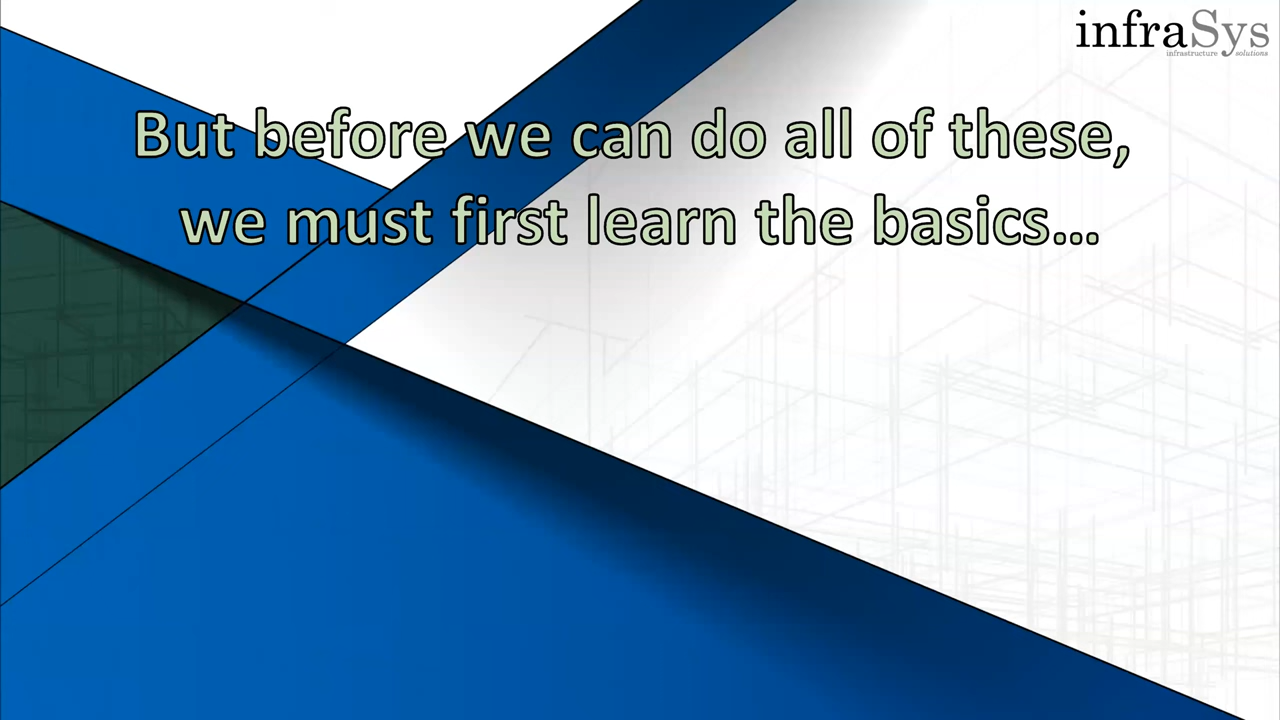 infraSys
infrastructure solutions
But before we can do all of these,
we must first learn the basics…